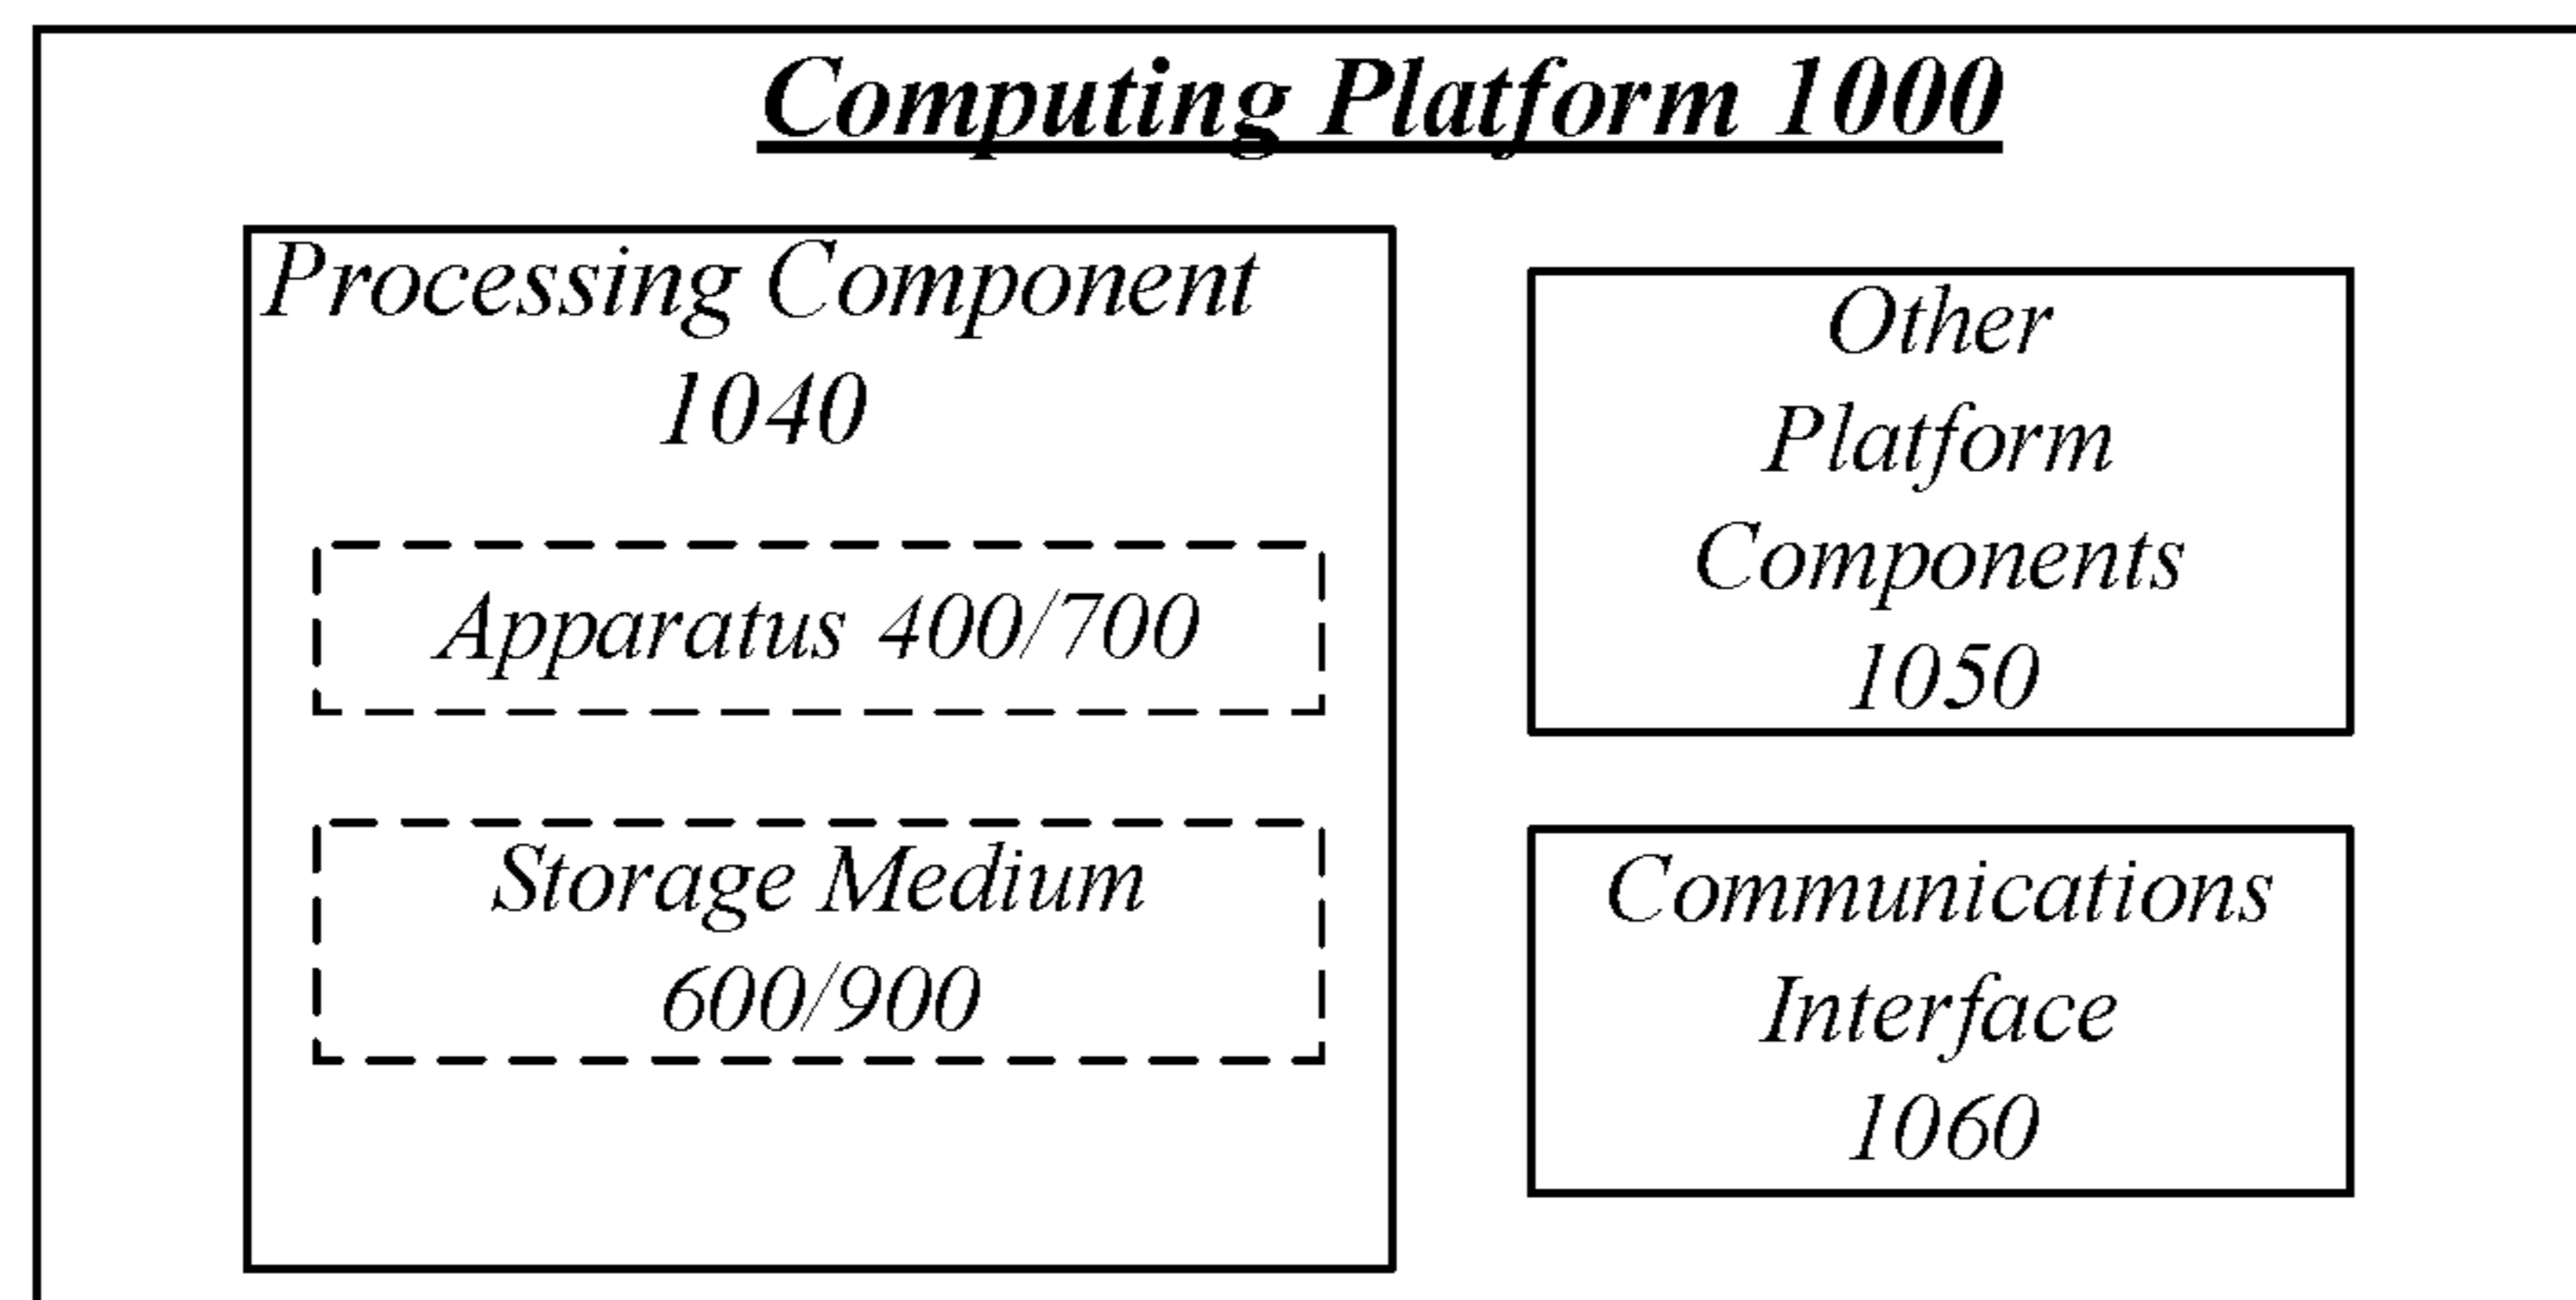 Computing Platform 1000
Processing Component
1040
Apparatus 400/700
Storage Medium
600/900
Other
Platform
Components
1050
Communications
Interface
1060